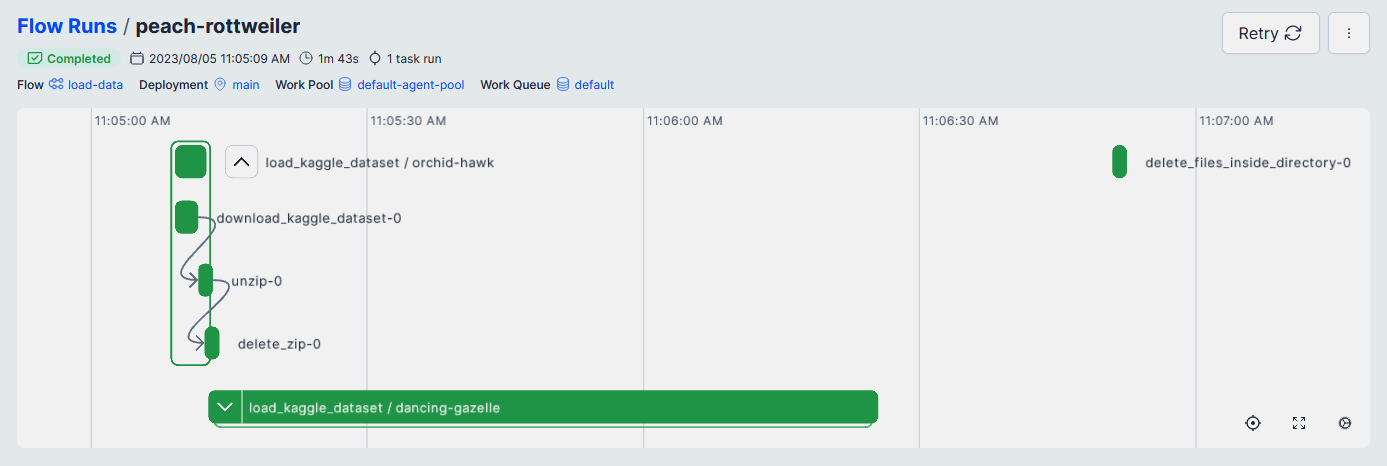 Flow Runs / peach-rottweiler
Retry
Completed 2023/08/05 11:05:09 AM 1m 43s 1 task run
Flow load-data Deployment main Work Pool default-agent-pool Work Queue default
11:05:00 AM 11:05:30 AM 11:06:00 AM 11:06:30 AM 11:07:00 AM
load_kaggle_dataset / orchid-hawk delete_files_inside_directory-0
download_kaggle_dataset-0
unzip-0
delete_zip-0
load_kaggle_dataset / dancing-gazelle